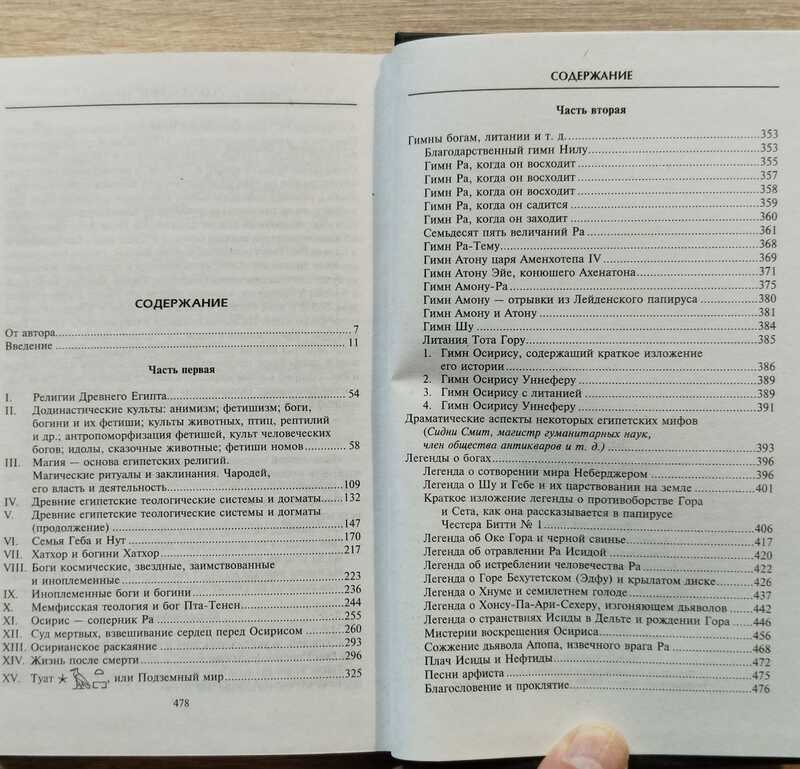 СОДЕРЖАНИЕ
От автора 7
Введение 11
Часть первая
I. Религии Древнего Египта 54
II. Додинастические культы: анимизм; фетишизм; боги,
богини и их фетиши; культы животных, птиц, рептилий
и др.; антропоморфизация фетишей, культ человеческих
богов; идолы, сказочные животные; фетиши номов 58
III. Магия — основа египетских религий.
Магические ритуалы и заклинания. Чародей,
его власть и деятельность 109
IV. Древние египетские теологические системы и догматы 132
V. Древние египетские теологические системы и догматы
(продолжение) 147
VI. Семья Геба и Нут 170
VII. Хатхор и богини Хатхор 217
VIII. Боги космические, звездные, заимствованные
и иноплеменные 223
IX. Иноплеменные боги и богини 236
X. Мемфисская теология и бог Пта-Тенен 244
XI. Осирис — соперник Ра 255
XII. Суд мертвых, взвешивание сердец перед Осирисом 260
XIII. Осирианское раскаяние 293
XIV. Жизнь после смерти 296
XV. Туат, или Подземный мир 325
478
СОДЕРЖАНИЕ
Часть вторая
Гимны богам, литании и т. д. 353
Благодарственный гимн Нилу 353
Гимн Ра, когда он восходит 355
Гимн Ра, когда он восходит 357
Гимн Ра, когда он восходит 358
Гимн Ра, когда он садится 359
Гимн Ра, когда он заходит 360
Семьдесят пять величаний Ра 361
Гимн Ра-Тему 368
Гимн Атону царя Аменхотепа IV 369
Гимн Атону Эйе, конюшего Ахенатона 371
Гимн Амону-Ра 375
Гимн Амону — отрывки из Лейденского папируса 380
Гимн Амону и Атону 381
Гимн Шу 384
Литания Тота Гору 385
1. Гимн Осирису, содержащий краткое изложение
его истории 386
2. Гимн Осирису Уннеферу 389
3. Гимн Осирису с литанией 389
4. Гимн Осирису Уннеферу 391
Драматические аспекты некоторых египетских мифов
(Сидни Смит, магистр гуманитарных наук,
член общества антикваров и т. д.) 393
Легенды о богах 396
Легенда о сотворении мира Неберджером 396
Легенда о Шу и Гебе и их царствовании на земле 401
Краткое изложение легенды о противоборстве Гора
и Сета, как она рассказывается в папирусе
Честера Битти № 1 406
Легенда об Оке Гора и черной свинье 417
Легенда об отравлении Ра Исидой 420
Легенда об истреблении человечества Ра 422
Легенда о Горе Бехутетском (Эдфу) и крылатом диске 426
Легенда о Хнуме и семилетнем голоде 437
Легенда о Хонсу-Па-Ари-Сехеру, изгоняющем дьяволов 442
Легенда о странствиях Исиды в Дельте и рождении Гора 446
Мистерии воскрешения Осириса 456
Сожжение дьявола Апопа, извечного врага Ра 468
Плач Исиды и Нефтиды 472
Песни арфиста 475
Благословение и проклятие 476